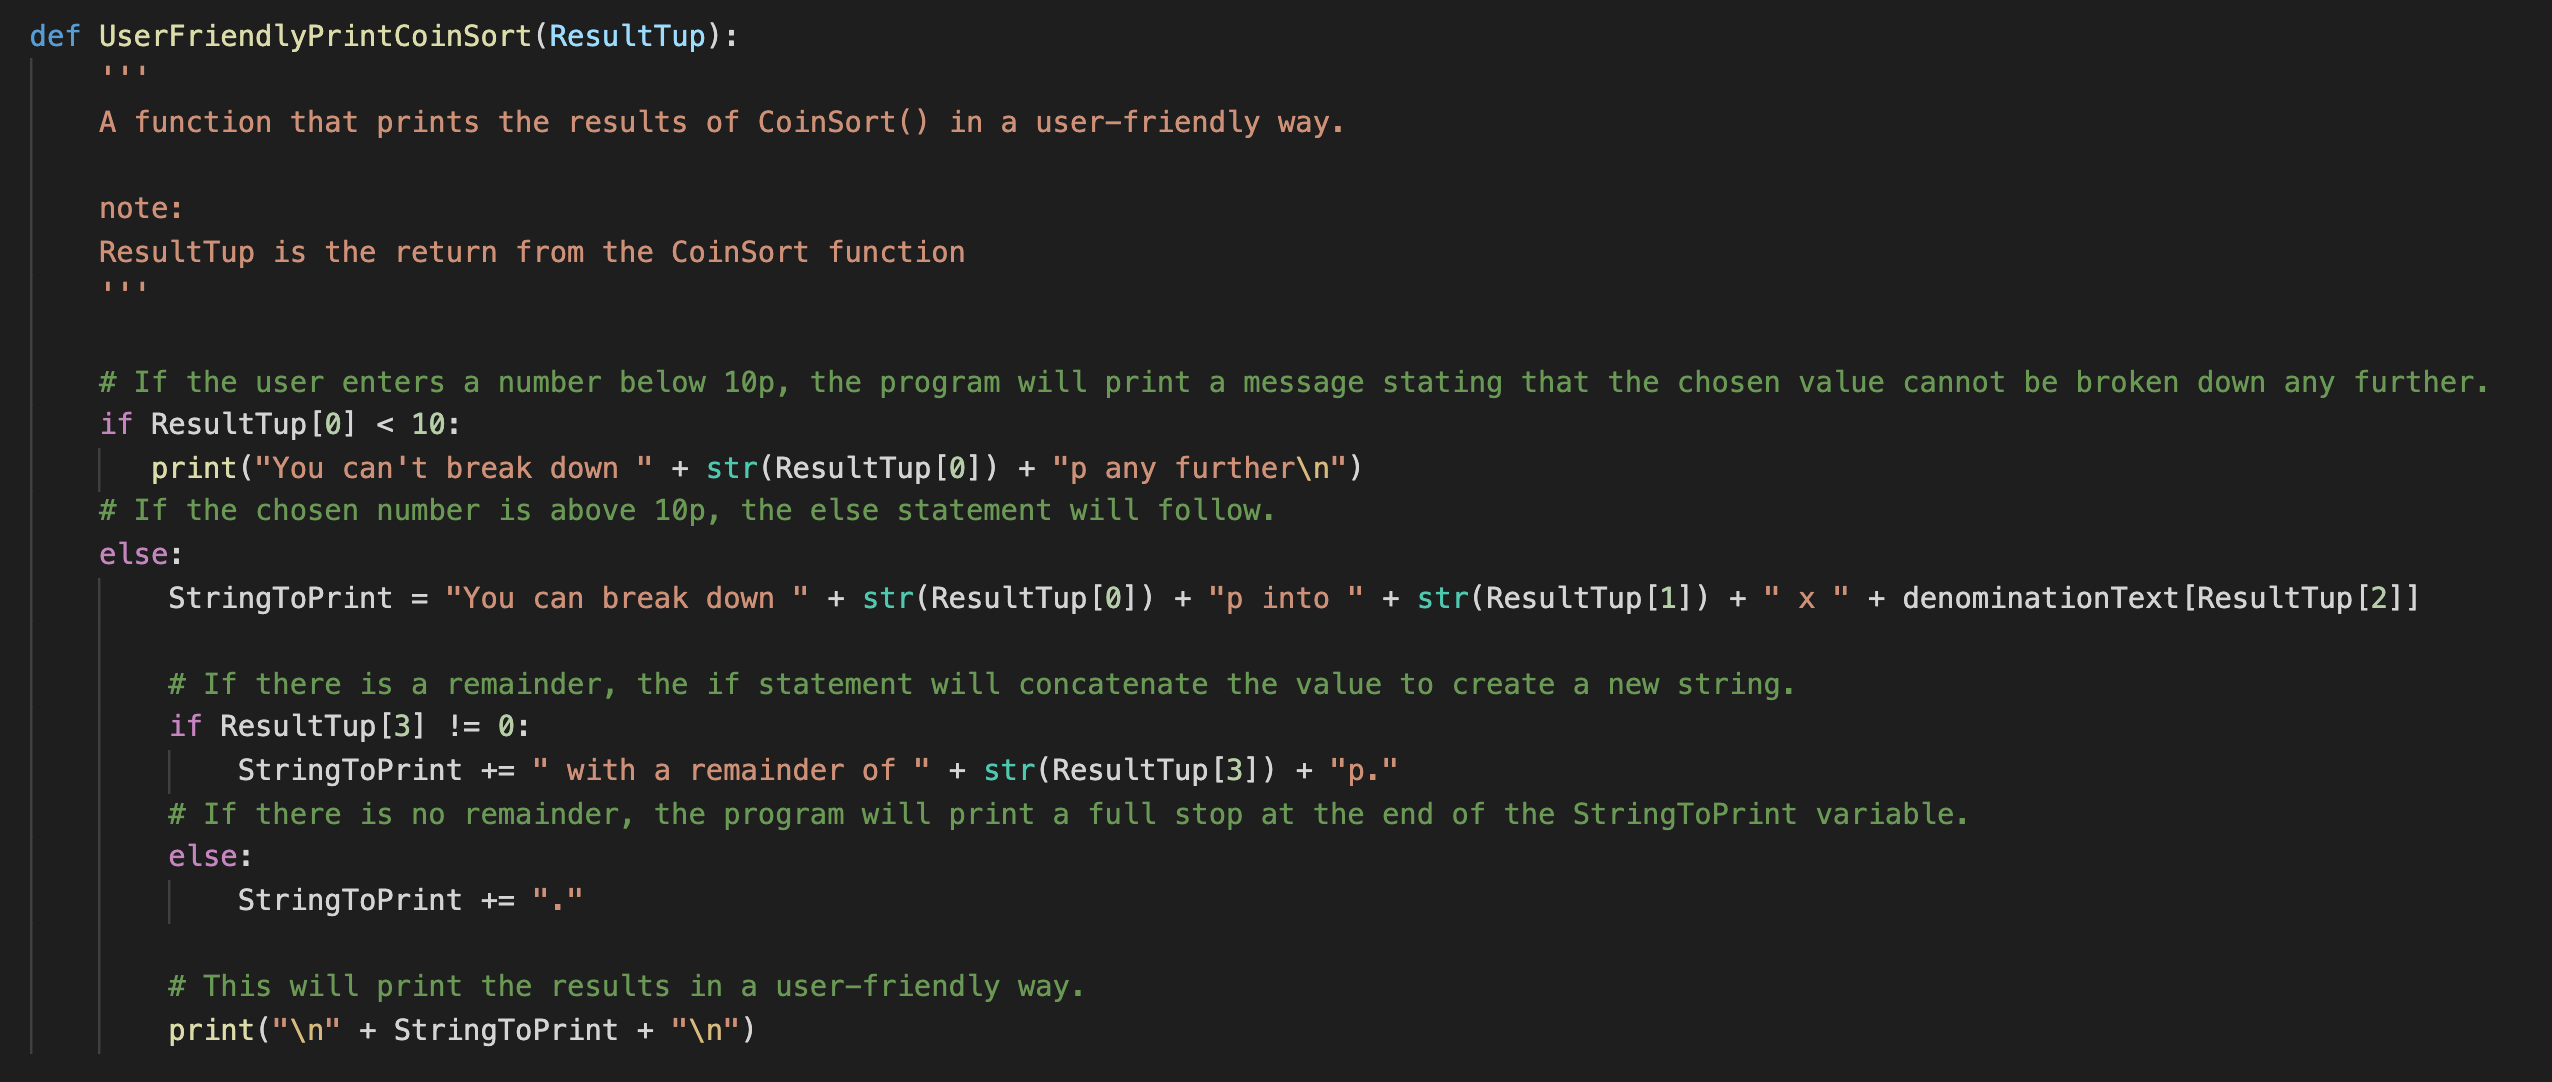 def UserFriendlyPrintCoinSort(ResultTup):
    '''
    A function that prints the results of CoinSort() in a user-friendly way.

    note:
    ResultTup is the return from the CoinSort function
    '''

    # If the user enters a number below 10p, the program will print a message stating that the chosen value cannot be broken down any further.
    if ResultTup[0] < 10:
       print("You can't break down " + str(ResultTup[0]) + "p any further\n")
    # If the chosen number is above 10p, the else statement will follow.
    else:
        StringToPrint = "You can break down " + str(ResultTup[0]) + "p into " + str(ResultTup[1]) + " x " + denominationText[ResultTup[2]]

        # If there is a remainder, the if statement will concatenate the value to create a new string.
        if ResultTup[3] != 0:
            StringToPrint += " with a remainder of " + str(ResultTup[3]) + "p."
        # If there is no remainder, the program will print a full stop at the end of the StringToPrint variable.
        else:
            StringToPrint += "."

        # This will print the results in a user-friendly way.
        print("\n" + StringToPrint + "\n")